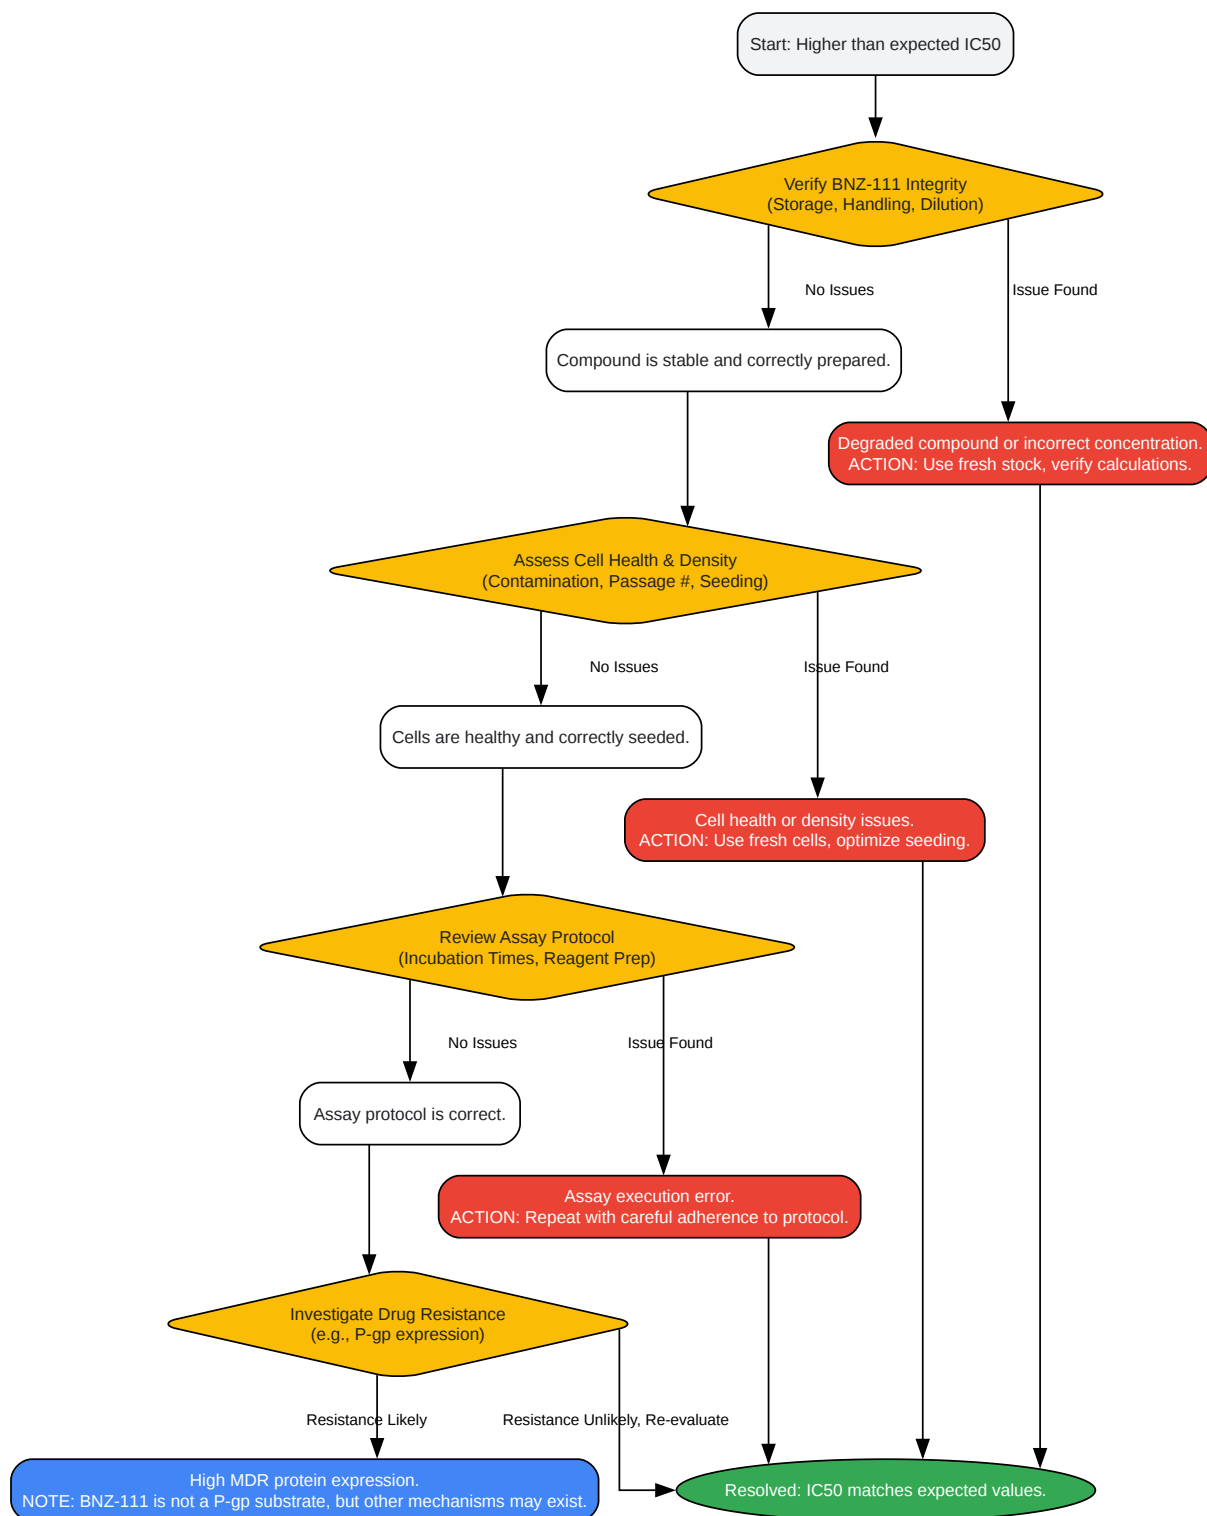 Start: Higher than expected IC50
Verify BNZ-111 Integrity
(Storage, Handling, Dilution)
No Issues
Issue Found
Compound is stable and correctly prepared.
Degraded compound or incorrect concentration.
ACTION: Use fresh stock, verify calculations.
Assess Cell Health & Density
(Contamination, Passage #, Seeding)
No Issues
Issue Found
Cells are healthy and correctly seeded.
Cell health or density issues.
ACTION: Use fresh cells, optimize seeding.
Review Assay Protocol
(Incubation Times, Reagent Prep)
No Issues
Issue Found
Assay protocol is correct.
Assay execution error.
ACTION: Repeat with careful adherence to protocol.
Investigate Drug Resistance
(e.g., P-gp expression)
Resistance Likely
Resistance Unlikely, Re-evaluate
High MDR protein expression.
NOTE: BNZ-111 is not a P-gp substrate, but other mechanisms may exist.
Resolved: IC50 matches expected values.